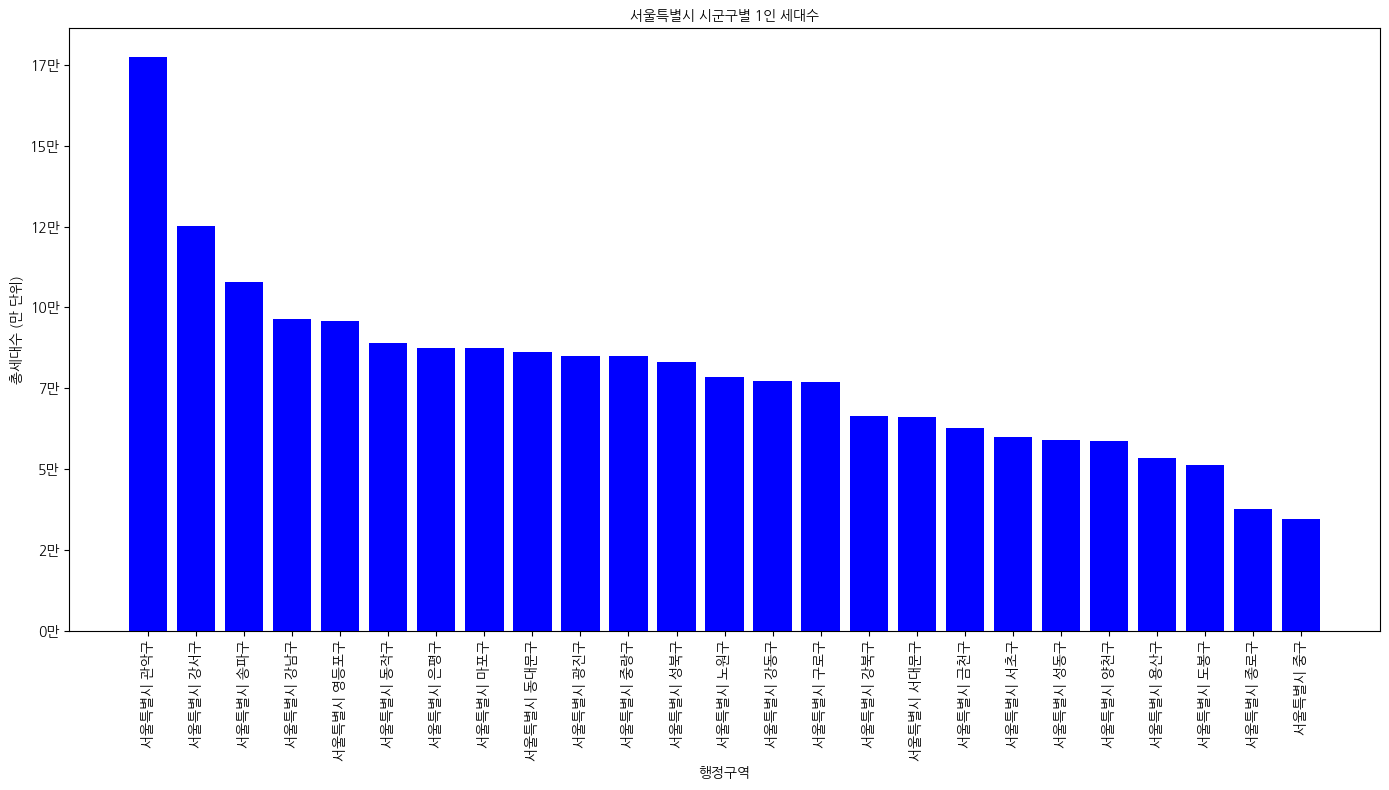 서울특별시 시군구별 1인 세대수
총세대수 (만 단위)
17만
15만
12만
10만
7만
5만
2만
0만
서울특별시 관악구
서울특별시 강서구
서울특별시 송파구
서울특별시 강남구
서울특별시 영등포구
서울특별시 동작구
서울특별시 은평구
서울특별시 마포구
서울특별시 동대문구
서울특별시 광진구
서울특별시 중랑구
서울특별시 성북구
서울특별시 노원구
서울특별시 강동구
서울특별시 구로구
서울특별시 강북구
서울특별시 서대문구
서울특별시 금천구
서울특별시 서초구
서울특별시 성동구
서울특별시 양천구
서울특별시 용산구
서울특별시 도봉구
서울특별시 종로구
서울특별시 중구
행정구역